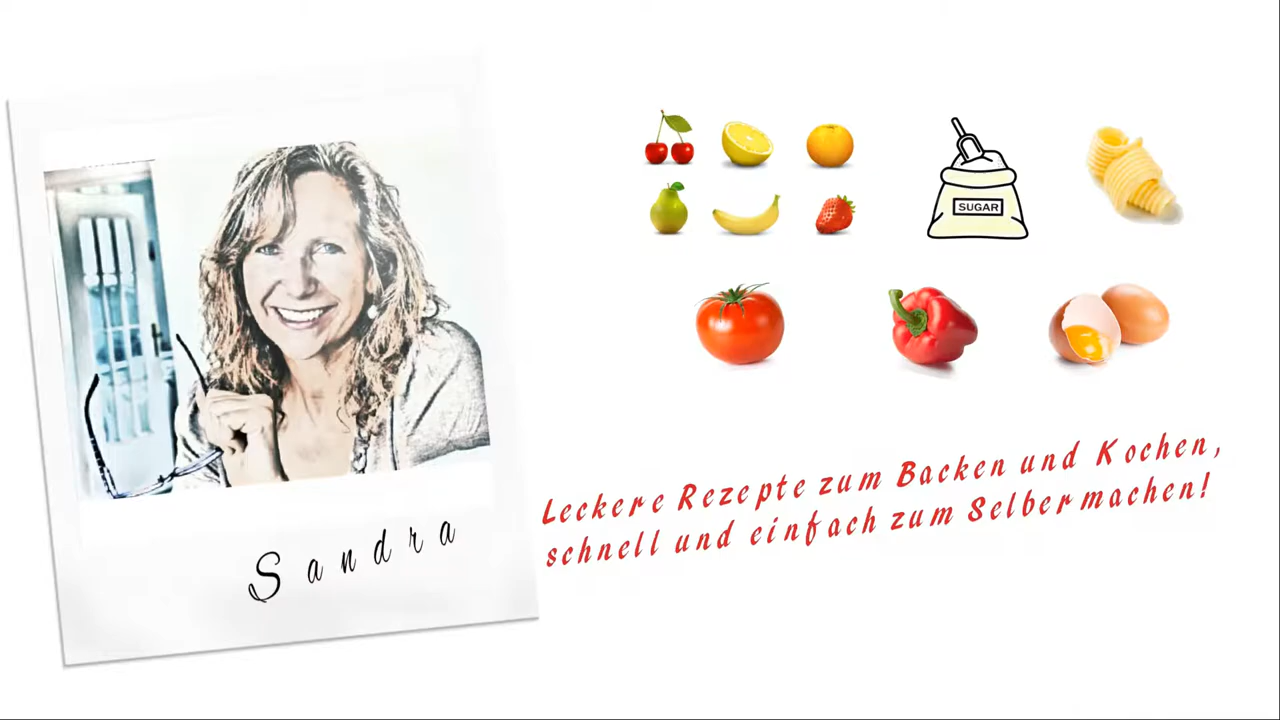 SUGAR
Sandra
Leckere Rezepte zum Backen und Kochen,
schnell und einfach zum Selbermachen!